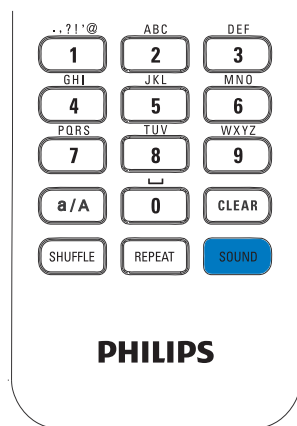 .,?!'@ ABC DEF
1 2 3
GHI JKL MNO
4 5 6
PQRS TUV WXYZ
7 8 9
a/A 0 CLEAR
SHUFFLE REPEAT SOUND
PHILIPS